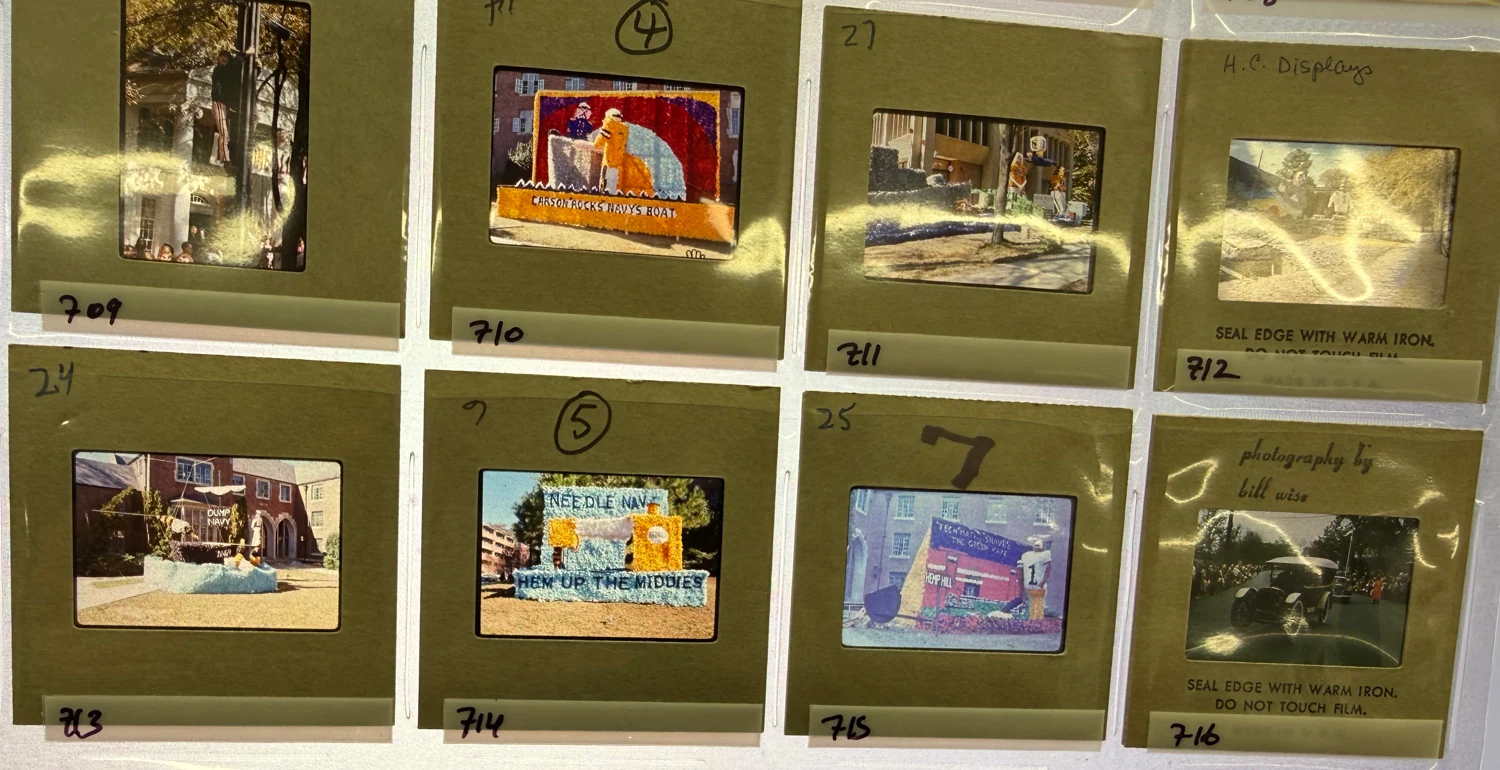 4
27
H.C. Displays
CARSON ROCKS NAVY'S BOAT
709
710
711
SEAL EDGE WITH WARM IRON.
DO NOT TOUCH FILM.
712
24
5
25
7
photography by
bill wise
DUMP
NAVY
NEEDLE NAVY
HEM UP THE MIDDIES
HEMP HILL
1
SEAL EDGE WITH WARM IRON.
DO NOT TOUCH FILM.
713
714
715
716